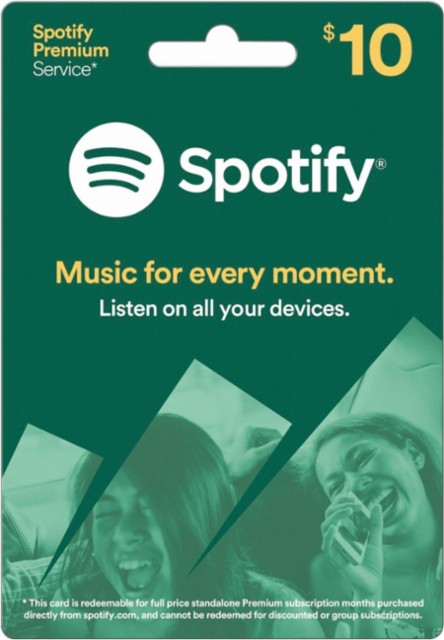 Spotify
Premium
Service*
$10
Spotify®
Music for every moment.
Listen on all your devices.
* This card is redeemable for full price standalone Premium subscription months purchased
directly from spotify.com, and cannot be redeemed for discounted or group subscriptions.